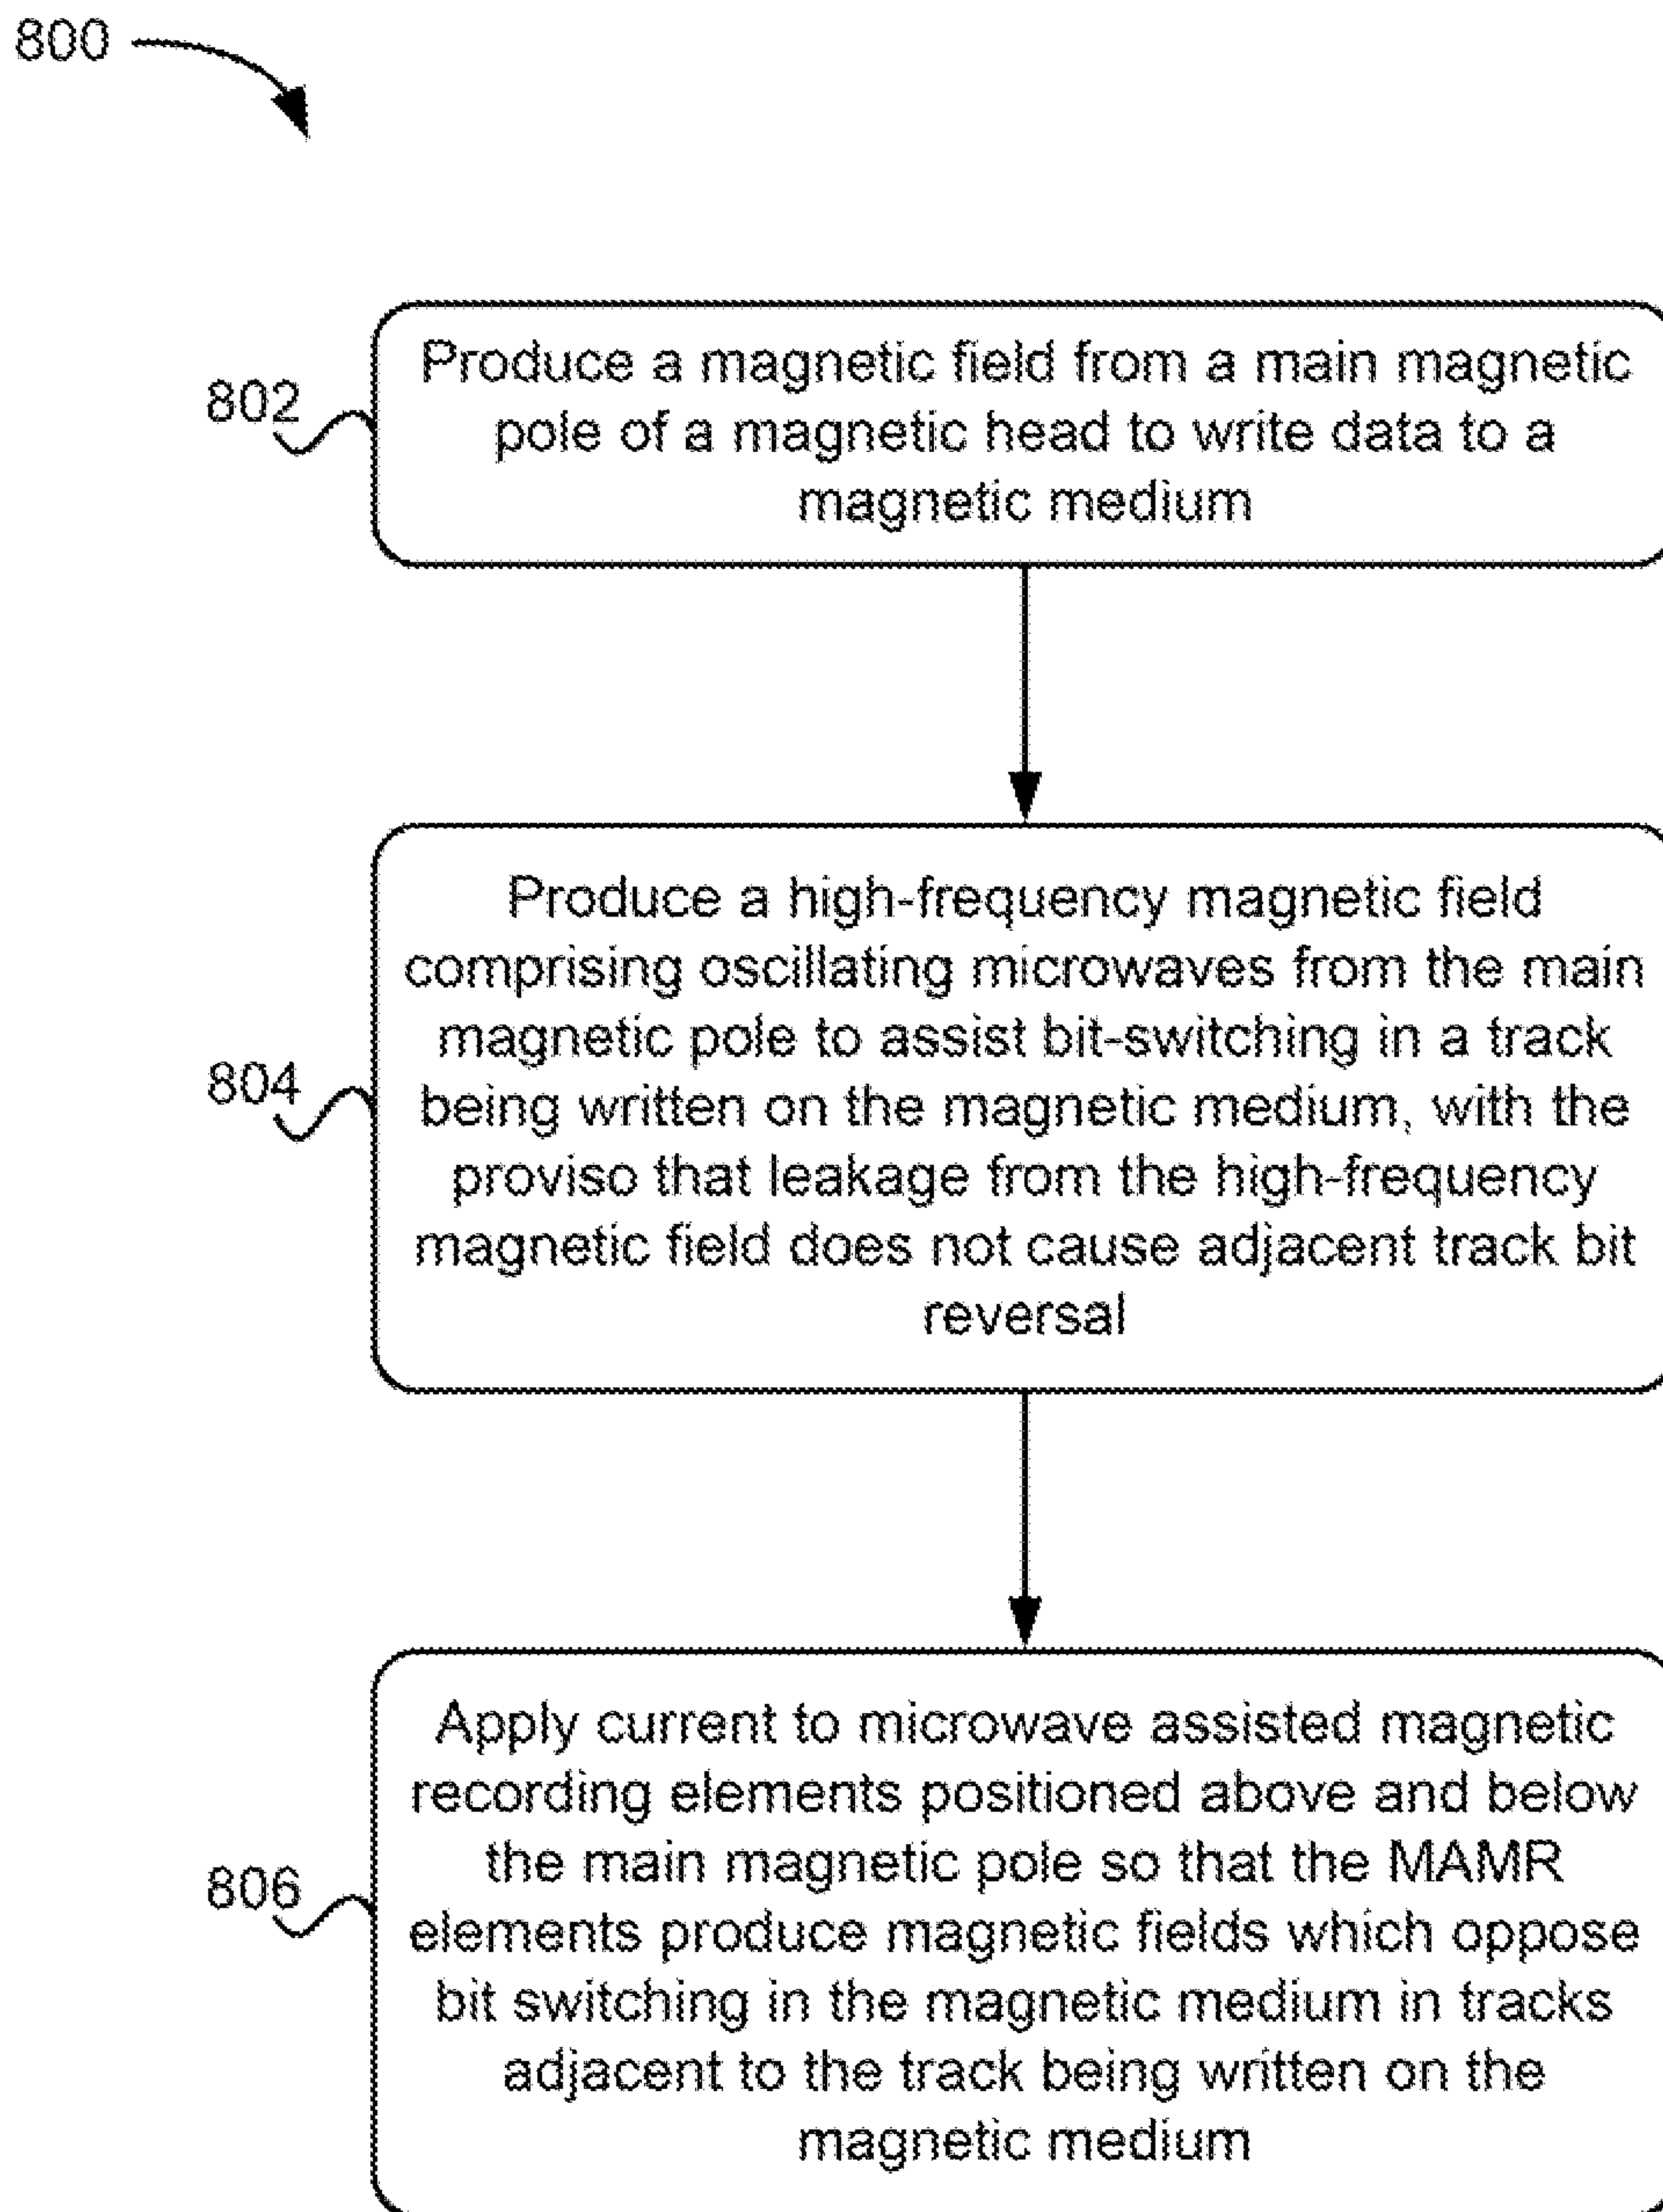 800
802
Produce a magnetic field from a main magnetic
pole of a magnetic head to write data to a
magnetic medium
804
Produce a high-frequency magnetic field
comprising oscillating microwaves from the main
magnetic pole to assist bit-switching in a track
being written on the magnetic medium, with the
proviso that leakage from the high-frequency
magnetic field does not cause adjacent track bit
reversal
806
Apply current to microwave assisted magnetic
recording elements positioned above and below
the main magnetic pole so that the MAMR
elements produce magnetic fields which oppose
bit switching in the magnetic medium in tracks
adjacent to the track being written on the
magnetic medium